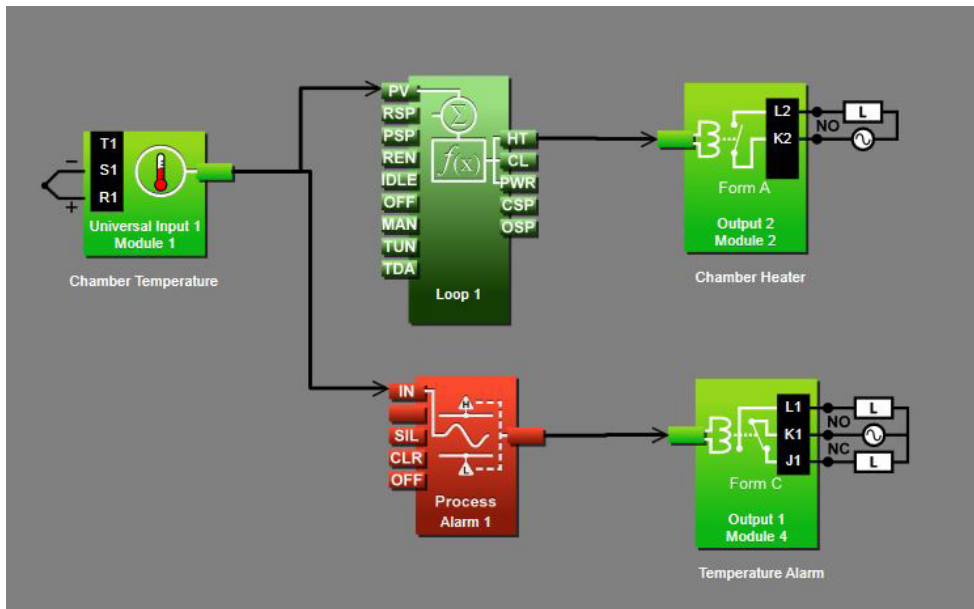 T1
S1
R1
−
+
Universal Input 1
Module 1
Chamber Temperature
PV
RSP
PSP
REN
IDLE
OFF
MAN
TUN
TDA
Σ
f(x)
HT
CL
PWR
CSP
OSP
Loop 1
L2
K2
NO
L
Form A
Output 2
Module 2
Chamber Heater
IN
SIL
CLR
OFF
H
L
Process
Alarm 1
L1
K1
J1
NO
NC
L
L
Form C
Output 1
Module 4
Temperature Alarm